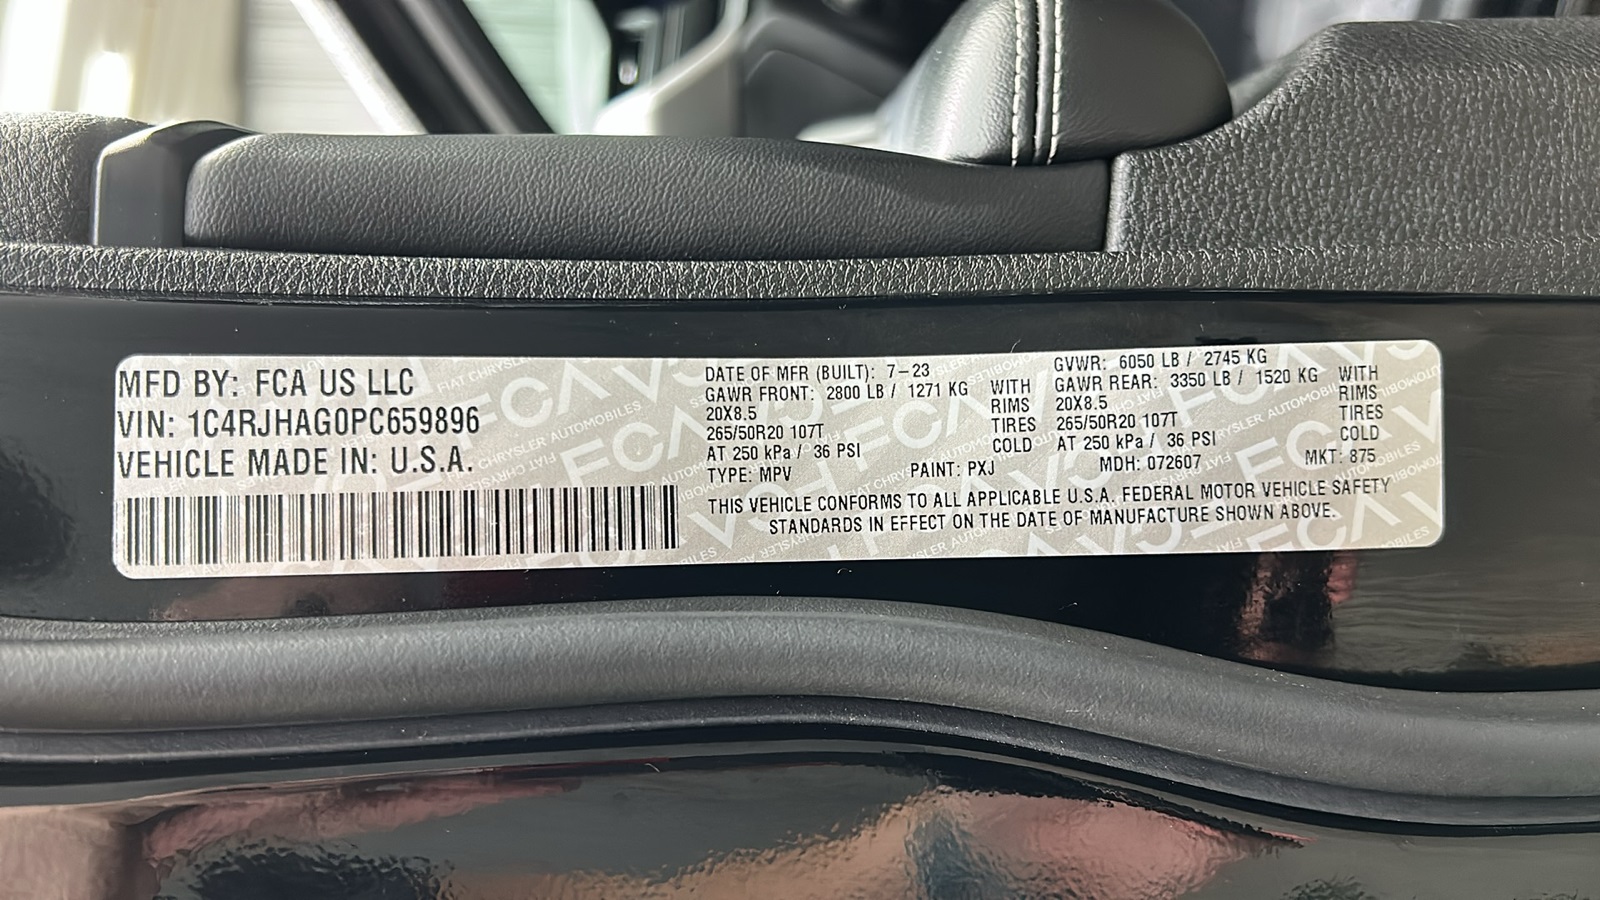 MFD BY: FCA US LLC
VIN: 1C4RJHAG0PC659896
VEHICLE MADE IN: U.S.A.
DATE OF MFR (BUILT): 7-23
GAWR FRONT: 2800 LB / 1271 KG WITH
20X8.5 RIMS
265/50R20 107T TIRES
AT 250 kPa / 36 PSI COLD
GVWR: 6050 LB / 2745 KG
GAWR REAR: 3350 LB / 1520 KG WITH
20X8.5 RIMS
265/50R20 107T TIRES
AT 250 kPa / 36 PSI COLD
TYPE: MPV PAINT: PXJ MDH: 072607 MKT: 875
THIS VEHICLE CONFORMS TO ALL APPLICABLE U.S.A. FEDERAL MOTOR VEHICLE SAFETY
STANDARDS IN EFFECT ON THE DATE OF MANUFACTURE SHOWN ABOVE.